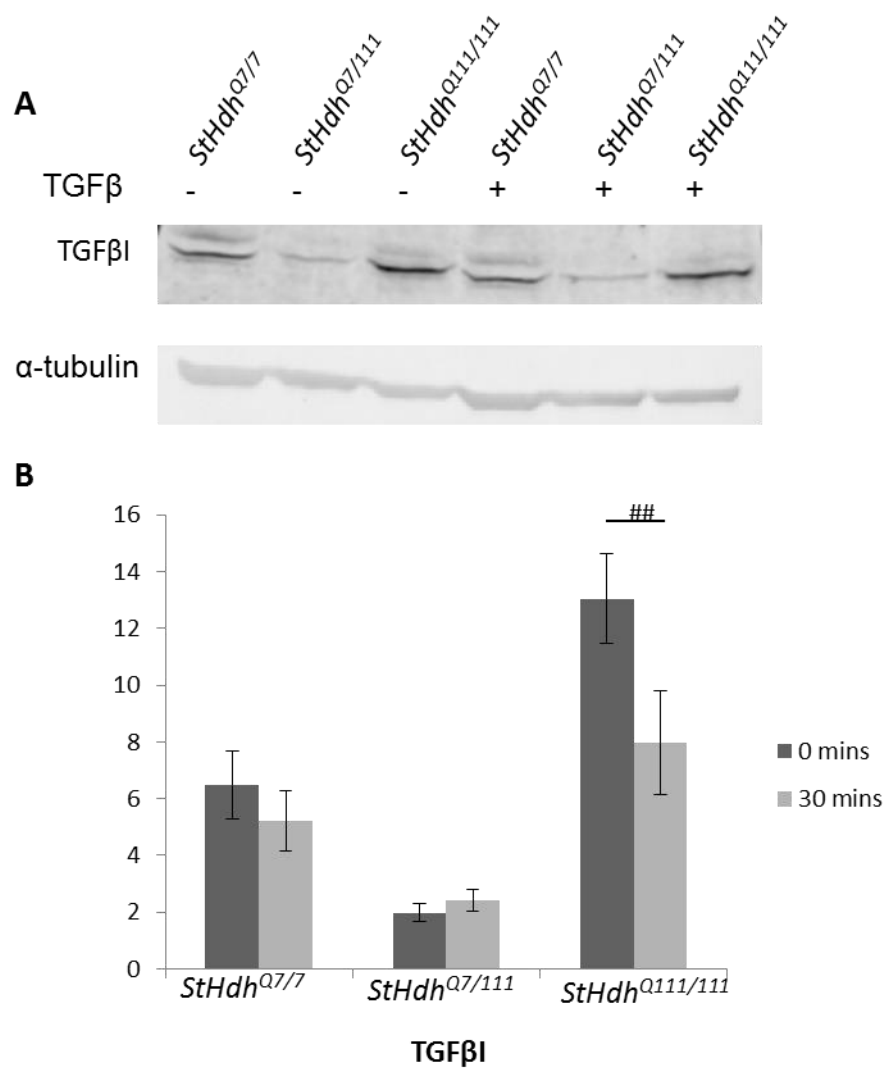 A
StHdhQ7/7 StHdhQ7/111 StHdhQ111/111 StHdhQ7/7 StHdhQ7/111 StHdhQ111/111
TGFβ - - - + + +
TGFβI
α-tubulin
B
16
##
14
12
10
8
0 mins
6
30 mins
4
2
0
StHdhQ7/7 StHdhQ7/111 StHdhQ111/111
TGFβI